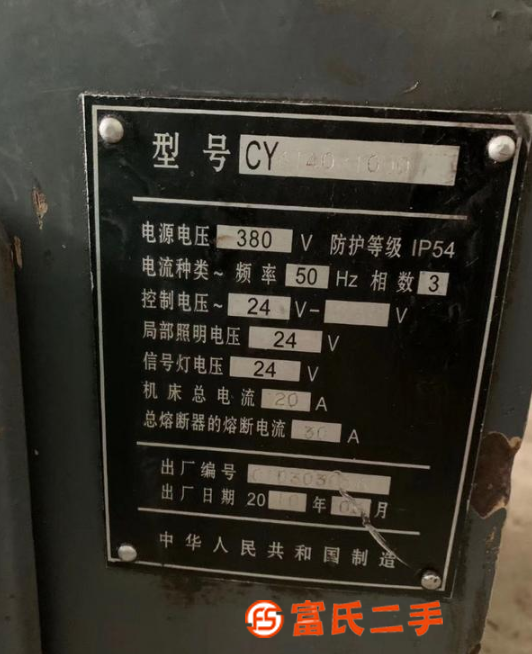 型号 CY
电源电压 380 V 防护等级 IP54
电流种类~ 频率 50 Hz 相数 3
控制电压~ 24 V- V
局部照明电压 24 V
信号灯电压 24 V
机床总电流 20 A
总熔断器的熔断电流 30 A
出厂编号
出厂日期 20 年 月
中华人民共和国制造
FS 富氏二手